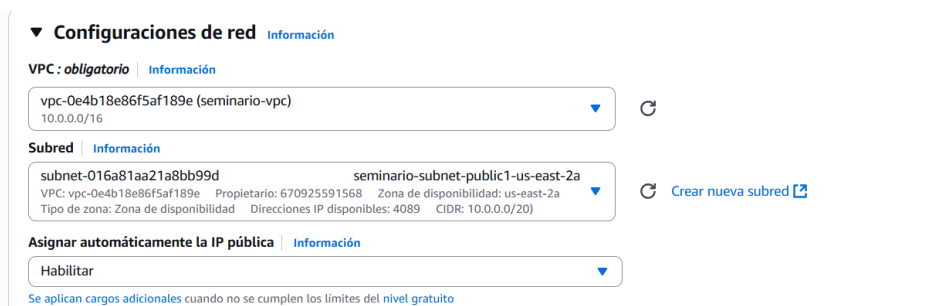 ▼ Configuraciones de red Información
VPC : obligatorio Información
vpc-0e4b18e86f5af189e (seminario-vpc)
10.0.0.0/16
Subred Información
subnet-016a81aa21a8bb99d seminario-subnet-public1-us-east-2a
VPC: vpc-0e4b18e86f5af189e Propietario: 670925591568 Zona de disponibilidad: us-east-2a
Tipo de zona: Zona de disponibilidad Direcciones IP disponibles: 4089 CIDR: 10.0.0.0/20)
Crear nueva subred
Asignar automáticamente la IP pública Información
Habilitar
Se aplican cargos adicionales cuando no se cumplen los límites del nivel gratuito